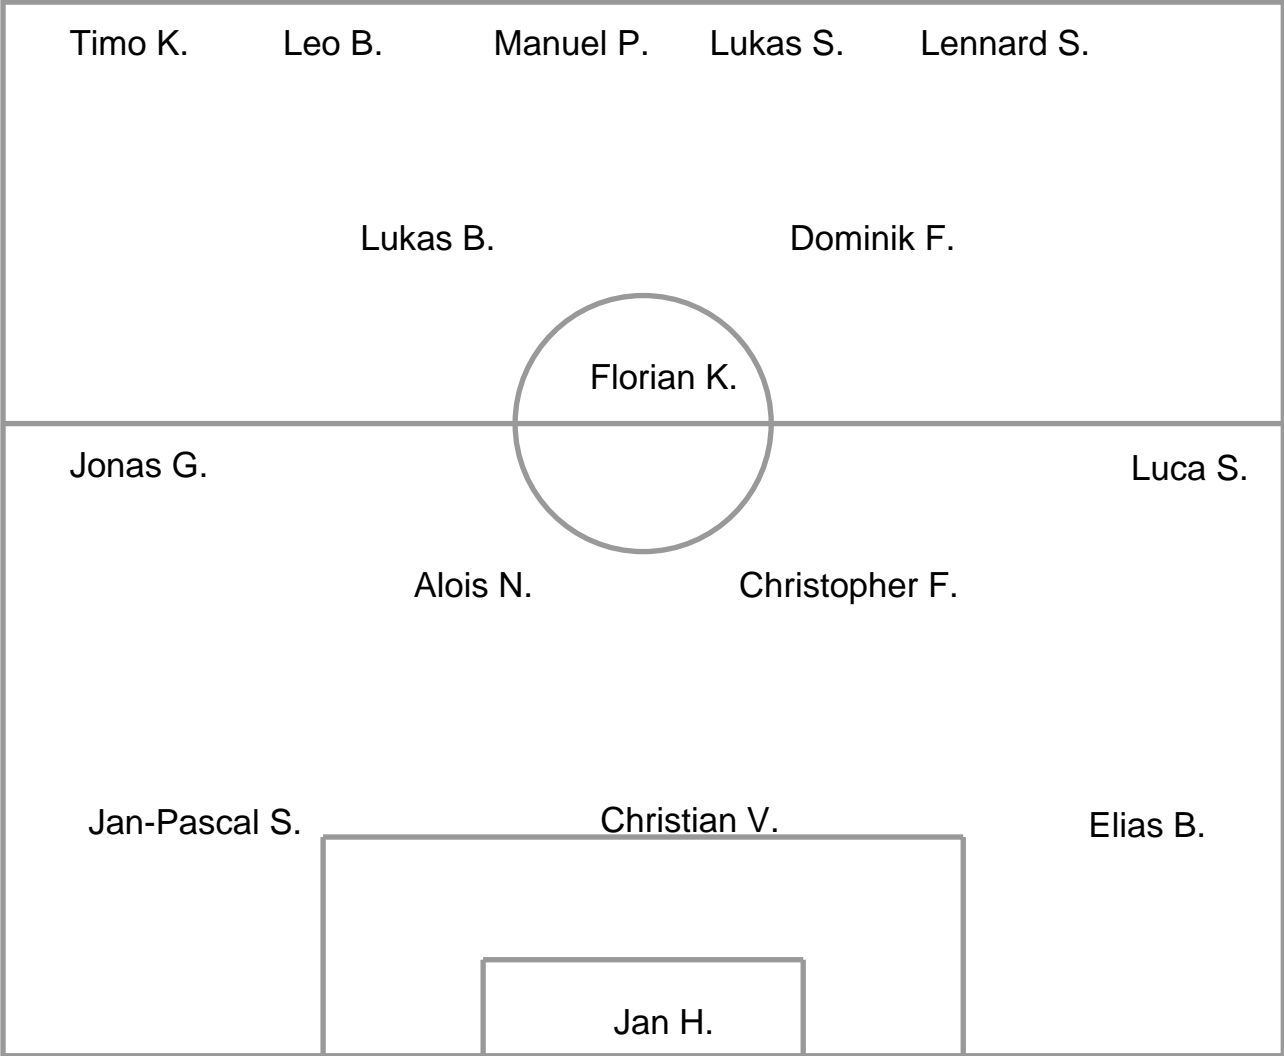 Timo K. Leo B. Manuel P. Lukas S. Lennard S.
Lukas B. Dominik F.
Florian K.
Jonas G. Luca S.
Alois N. Christopher F.
Jan-Pascal S. Christian V. Elias B.
Jan H.